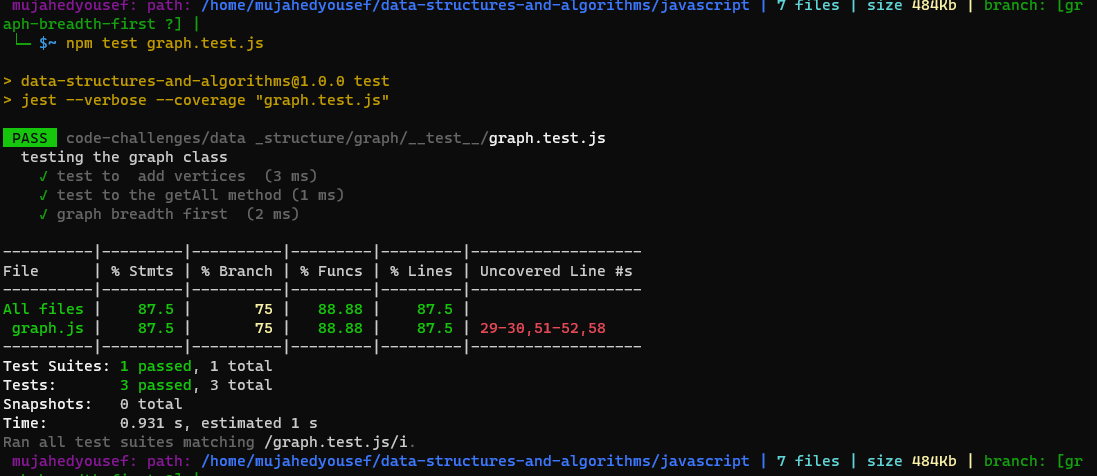 mujahedyousef: path: /home/mujahedyousef/data-structures-and-algorithms/javascript | 7 files | size 484Kb | branch: [gr
aph-breadth-first ?] |
└─ $~ npm test graph.test.js
> data-structures-and-algorithms@1.0.0 test
> jest --verbose --coverage "graph.test.js"
PASS code-challenges/data _structure/graph/__test__/graph.test.js
testing the graph class
✓ test to  add vertices  (3 ms)
✓ test to the getAll method (1 ms)
✓ graph breadth first  (2 ms)
----------|---------|----------|---------|---------|-------------------
File      | % Stmts | % Branch | % Funcs | % Lines | Uncovered Line #s
----------|---------|----------|---------|---------|-------------------
All files |    87.5 |       75 |   88.88 |    87.5 |
graph.js |    87.5 |       75 |   88.88 |    87.5 | 29-30,51-52,58
----------|---------|----------|---------|---------|-------------------
Test Suites: 1 passed, 1 total
Tests:       3 passed, 3 total
Snapshots:   0 total
Time:        0.931 s, estimated 1 s
Ran all test suites matching /graph.test.js/i.
mujahedyousef: path: /home/mujahedyousef/data-structures-and-algorithms/javascript | 7 files | size 484Kb | branch: [gr